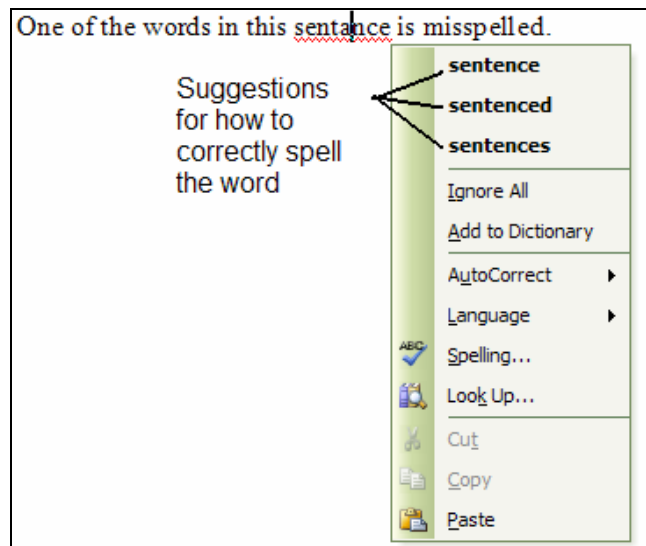 One of the words in this sentance is misspelled.
Suggestions
for how to
correctly spell
the word
sentence
sentenced
sentences
Ignore All
Add to Dictionary
AutoCorrect
Language
ABC
Spelling...
Look Up...
Cut
Copy
Paste